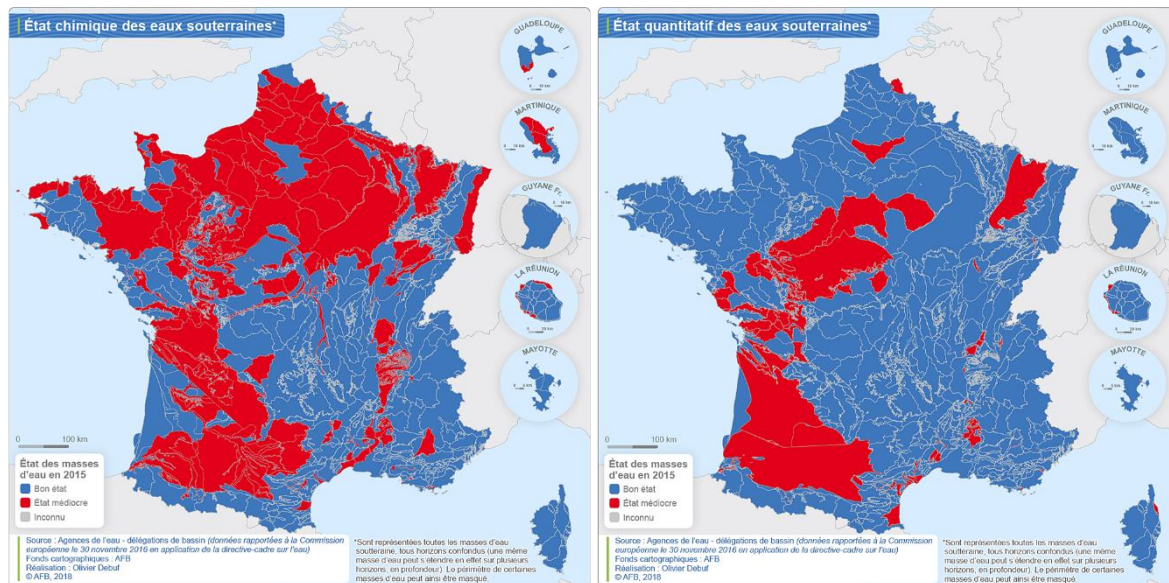 État chimique des eaux souterraines*
GUADELOUPE
MARTINIQUE
GUYANE Fr.
LA RÉUNION
MAYOTTE
100 km
État des masses
d'eau en 2015
Bon état
État médiocre
Inconnu
Source : Agences de l'eau - délégations de bassin (données rapportées à la Commission
européenne le 30 novembre 2016 en application de la directive-cadre sur l'eau)
Fonds cartographiques : AFB
Réalisation : Olivier Debuf
© AFB, 2018
*Sont représentées toutes les masses d'eau
souterraine, tous horizons confondus (une même
masse d'eau peut s'étendre en effet sur plusieurs
horizons, en profondeur). Le périmètre de certaines
masses d'eau peut ainsi être masqué.
État quantitatif des eaux souterraines*
GUADELOUPE
MARTINIQUE
GUYANE Fr.
LA RÉUNION
MAYOTTE
100 km
État des masses
d'eau en 2015
Bon état
État médiocre
Inconnu
Source : Agences de l'eau - délégations de bassin (données rapportées à la Commission
européenne le 30 novembre 2016 en application de la directive-cadre sur l'eau)
Fonds cartographiques : AFB
Réalisation : Olivier Debuf
© AFB, 2018
*Sont représentées toutes les masses d'eau
souterraine, tous horizons confondus (une même
masse d'eau peut s'étendre en effet sur plusieurs
horizons, en profondeur). Le périmètre de certaines
masses d'eau peut ainsi être masqué.